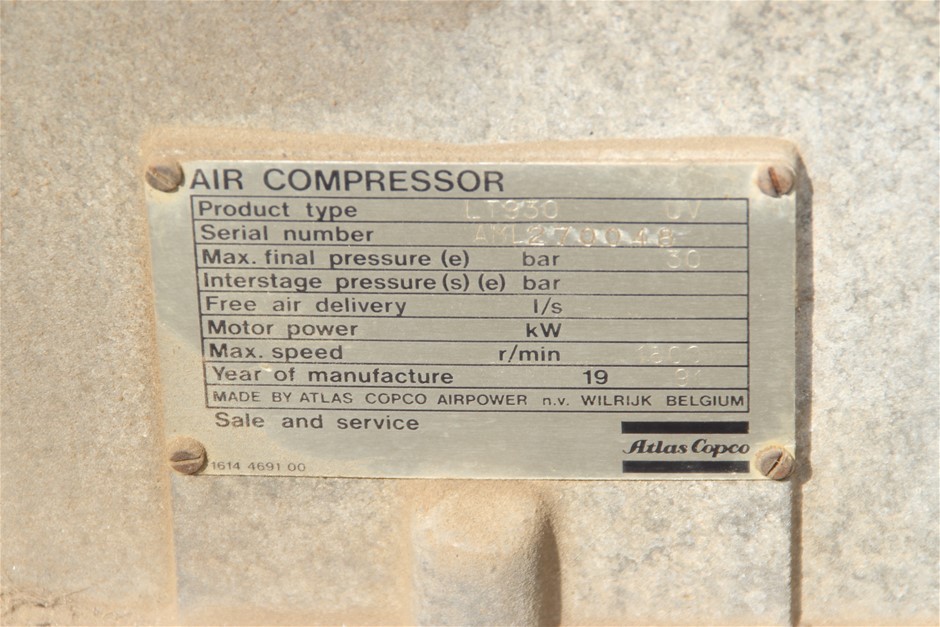 AIR COMPRESSOR
Product type LT930 UV
Serial number AML270048
Max. final pressure (e) bar 30
Interstage pressure (s) (e) bar
Free air delivery l/s
Motor power kW
Max. speed r/min 1800
Year of manufacture 19
MADE BY ATLAS COPCO AIRPOWER n.v. WILRIJK BELGIUM
Sale and service
Atlas Copco
1614 4691 00